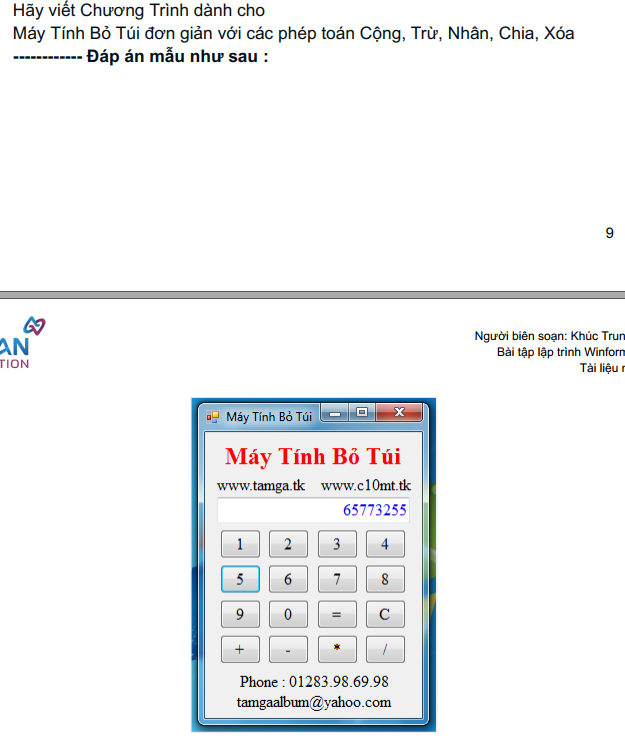 Hãy viết Chương Trình dành cho
Máy Tính Bỏ Túi đơn giản với các phép toán Cộng, Trừ, Nhân, Chia, Xóa
------------ Đáp án mẫu như sau :
9
AN
TION
Người biên soạn: Khúc Trun
Bài tập lập trình Winform
Tài liệu
Máy Tính Bỏ Túi
Máy Tính Bỏ Túi
www.tamga.tk www.c10mt.tk
65773255
1 2 3 4
5 6 7 8
9 0 = C
+ - * /
Phone : 01283.98.69.98
tamgaalbum@yahoo.com